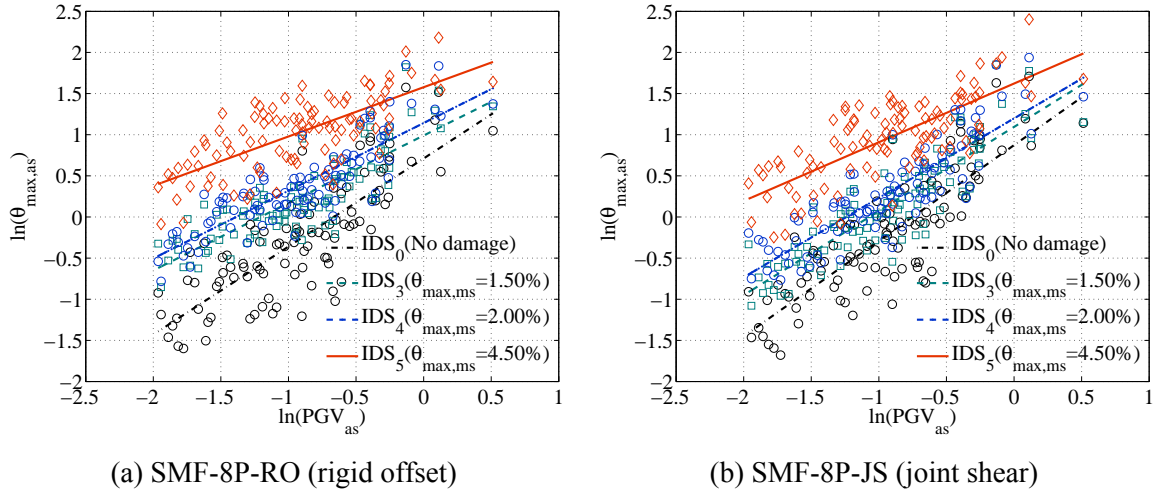 2.5
2
1.5
1
0.5
0
−0.5
−1
−1.5
−2
ln(θmax,as)
−2.5 −2 −1.5 −1 −0.5 0 0.5 1
ln(PGVas)
IDS0(No damage)
IDS3(θmax,ms=1.50%)
IDS4(θmax,ms=2.00%)
IDS5(θmax,ms=4.50%)
(a) SMF-8P-RO (rigid offset)
2.5
2
1.5
1
0.5
0
−0.5
−1
−1.5
−2
ln(θmax,as)
−2.5 −2 −1.5 −1 −0.5 0 0.5 1
ln(PGVas)
IDS0(No damage)
IDS3(θmax,ms=1.50%)
IDS4(θmax,ms=2.00%)
IDS5(θmax,ms=4.50%)
(b) SMF-8P-JS (joint shear)